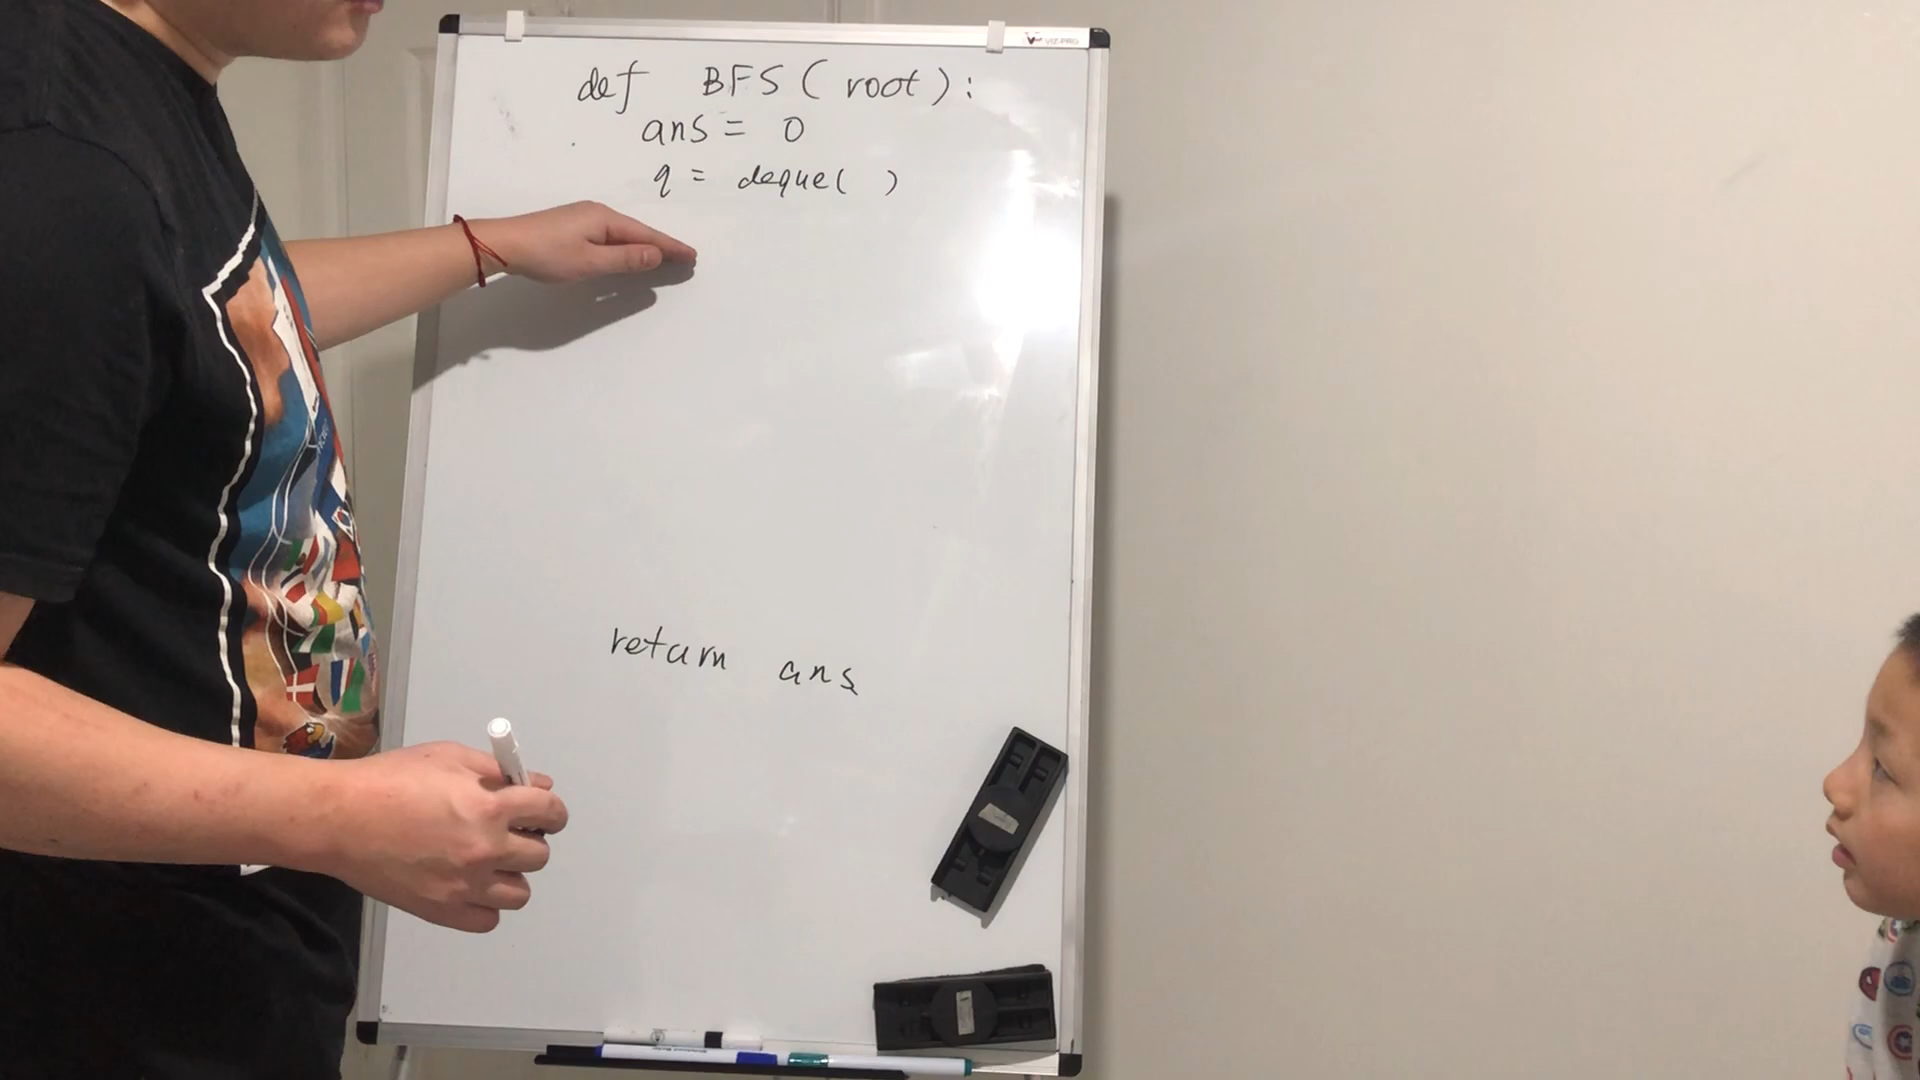 def BFS(root):
ans = 0
q = deque( )
return ans